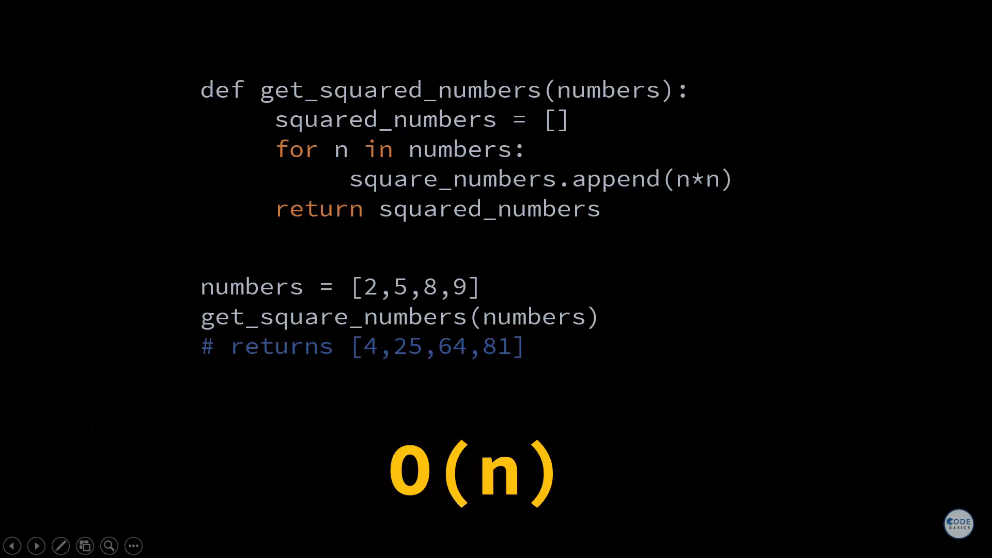 def get_squared_numbers(numbers):
     squared_numbers = []
     for n in numbers:
          square_numbers.append(n*n)
     return squared_numbers
numbers = [2,5,8,9]
get_square_numbers(numbers)
# returns [4,25,64,81]
O(n)
CODE
BASICS